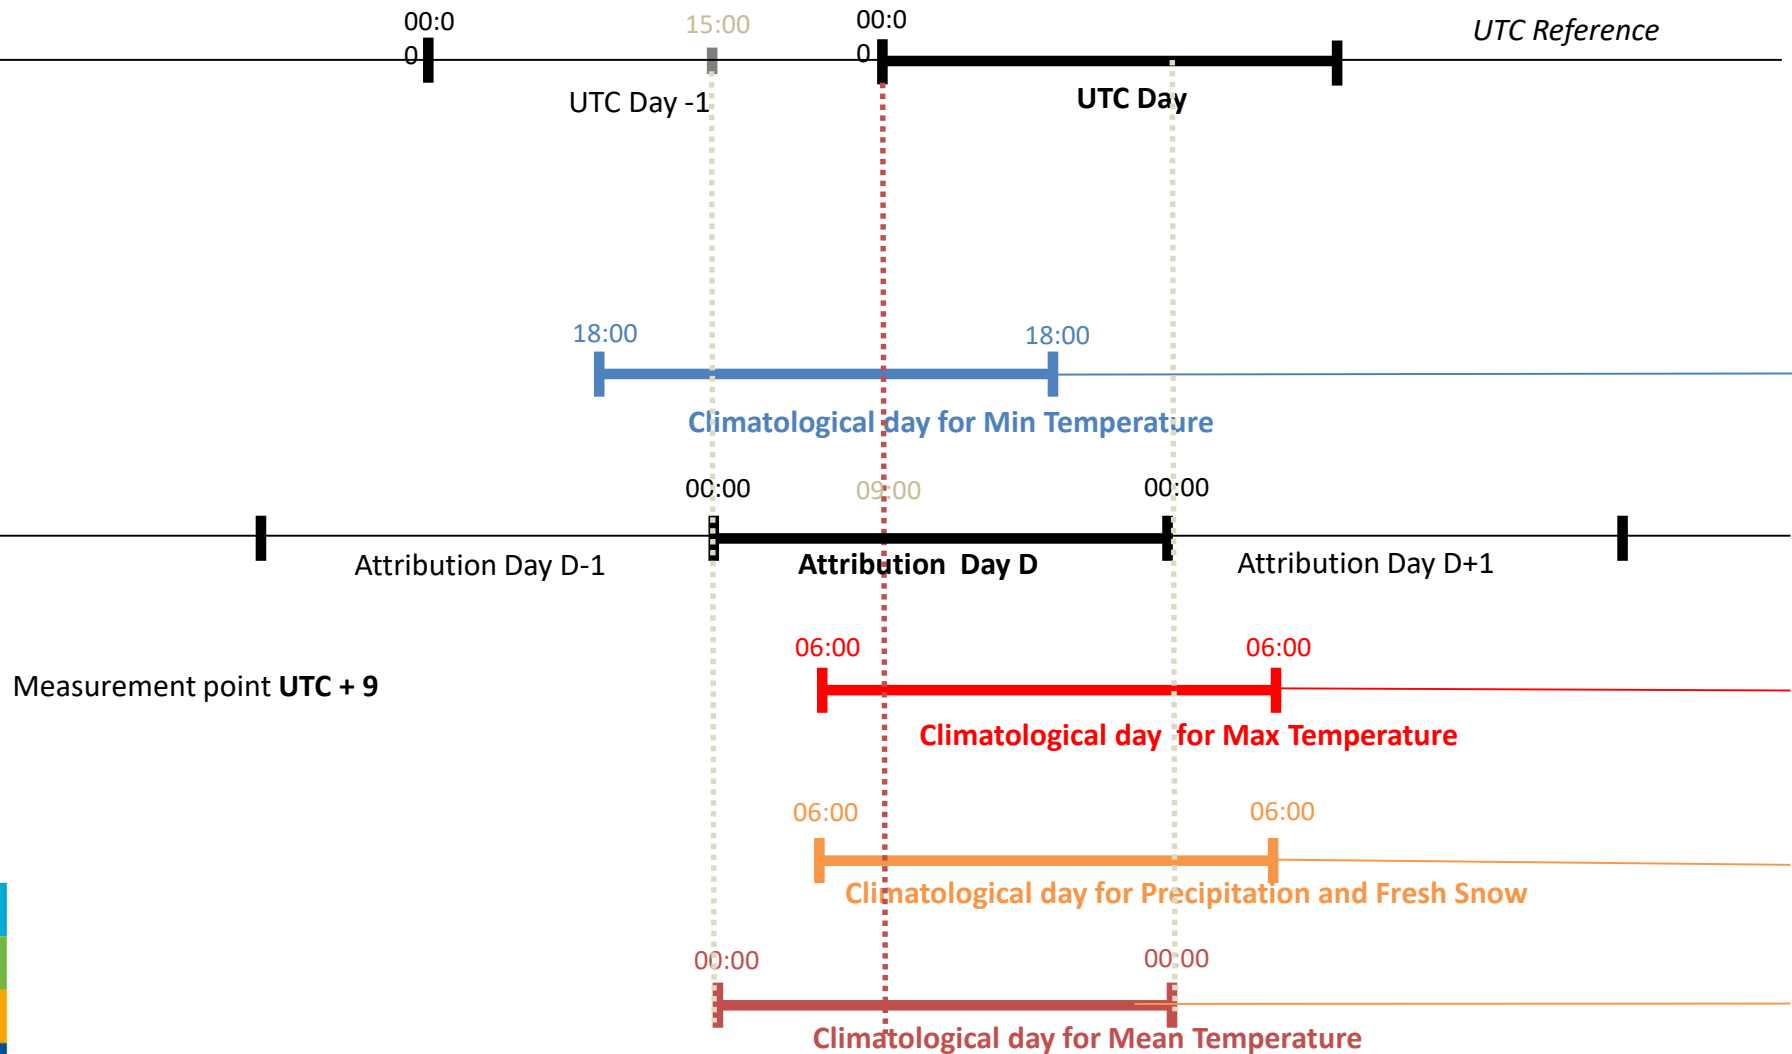 00:0
0
15:00
00:0
0
UTC Reference
UTC Day -1
UTC Day
18:00
18:00
Climatological day for Min Temperature
00:00
09:00
00:00
Attribution Day D-1
Attribution Day D
Attribution Day D+1
06:00
06:00
Measurement point UTC + 9
Climatological day for Max Temperature
06:00
06:00
Climatological day for Precipitation and Fresh Snow
00:00
00:00
Climatological day for Mean Temperature